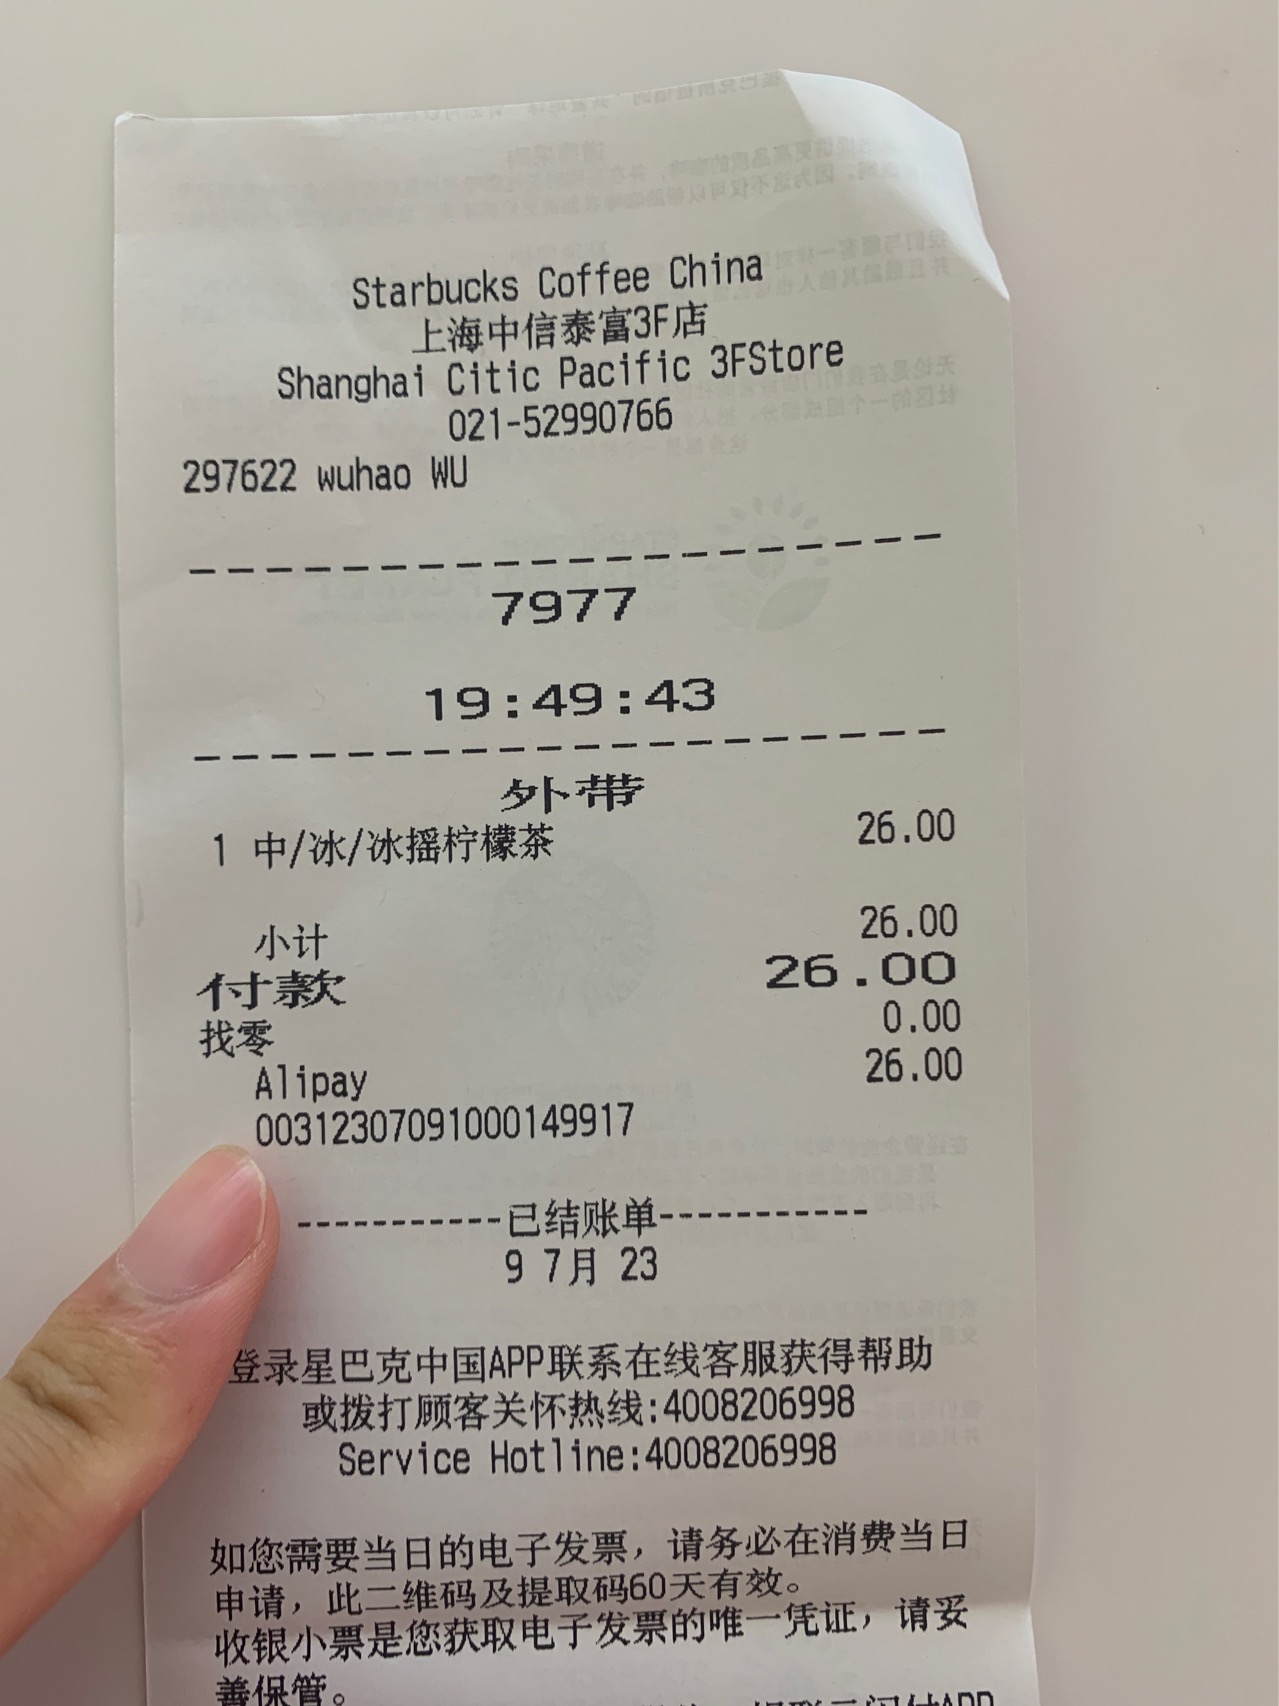 Starbucks Coffee China
上海中信泰富3F店
Shanghai Citic Pacific 3FStore
021-52990766
297622 wuhao WU
7977
19:49:43
外带
1 中/冰/冰摇柠檬茶 26.00
小计 26.00
付款 26.00
找零 0.00
Alipay 26.00
00312307091000149917
-----------已结账单-----------
9 7月 23
登录星巴克中国APP联系在线客服获得帮助
或拨打顾客关怀热线:4008206998
Service Hotline:4008206998
如您需要当日的电子发票，请务必在消费当日
申请，此二维码及提取码60天有效。
收银小票是您获取电子发票的唯一凭证，请妥
善保管。